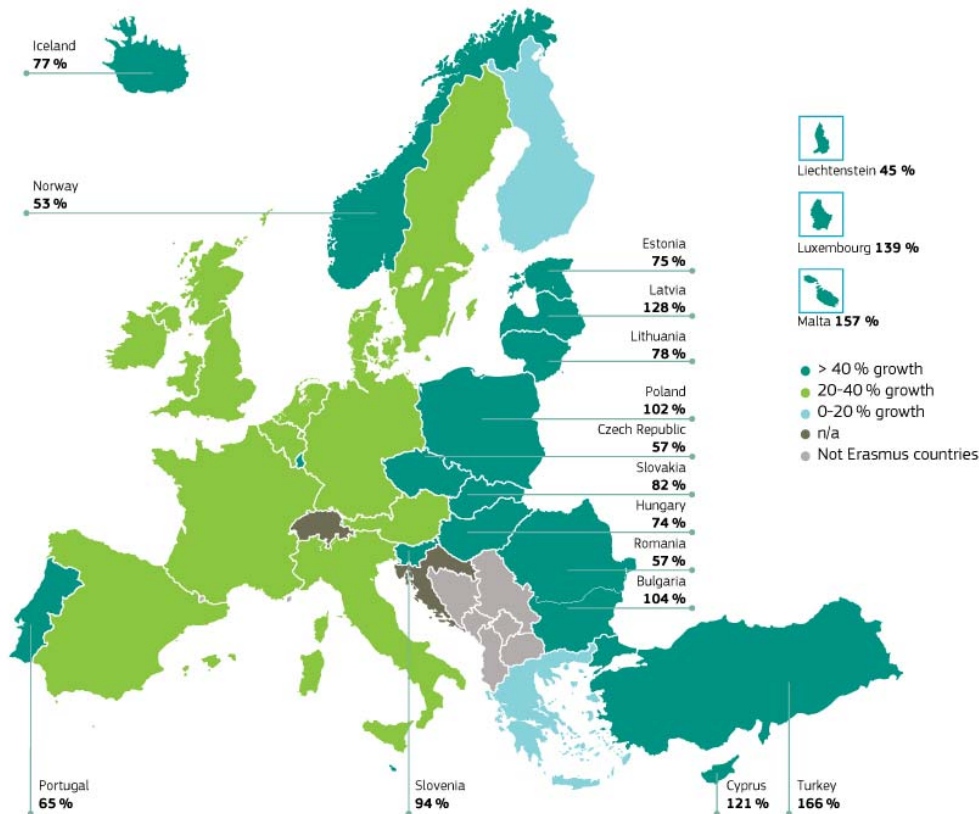 Iceland
77 %
Norway
53 %
Liechtenstein 45 %
Luxembourg 139 %
Malta 157 %
Estonia
75 %
Latvia
128 %
Lithuania
78 %
Poland
102 %
Czech Republic
57 %
Slovakia
82 %
Hungary
74 %
Romania
57 %
Bulgaria
104 %
> 40 % growth
20-40 % growth
0-20 % growth
n/a
Not Erasmus countries
Portugal
65 %
Slovenia
94 %
Cyprus
121 %
Turkey
166 %